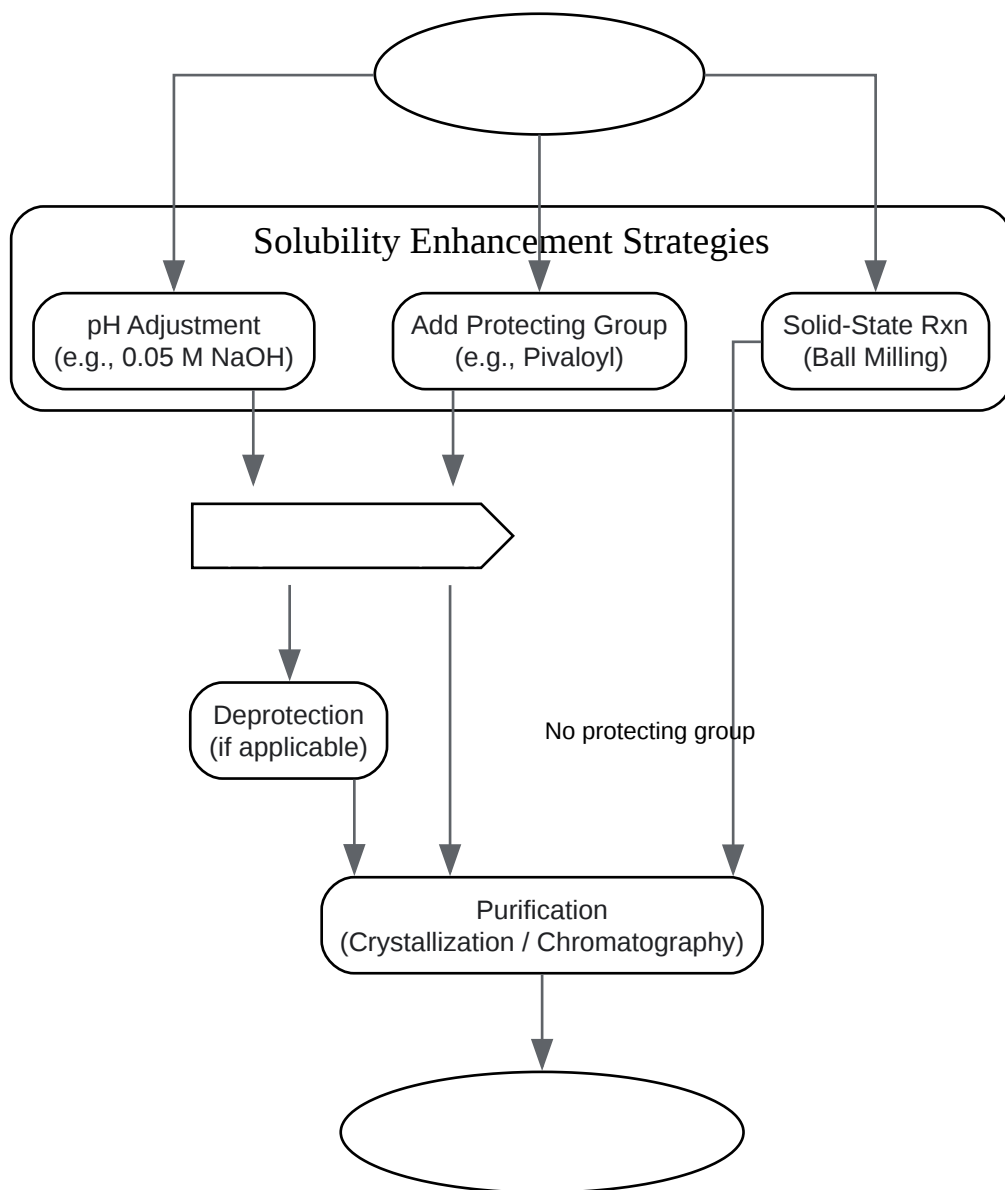 Solubility Enhancement Strategies
pH Adjustment
(e.g., 0.05 M NaOH)
Add Protecting Group
(e.g., Pivaloyl)
Solid-State Rxn
(Ball Milling)
Deprotection
(if applicable)
No protecting group
Purification
(Crystallization / Chromatography)